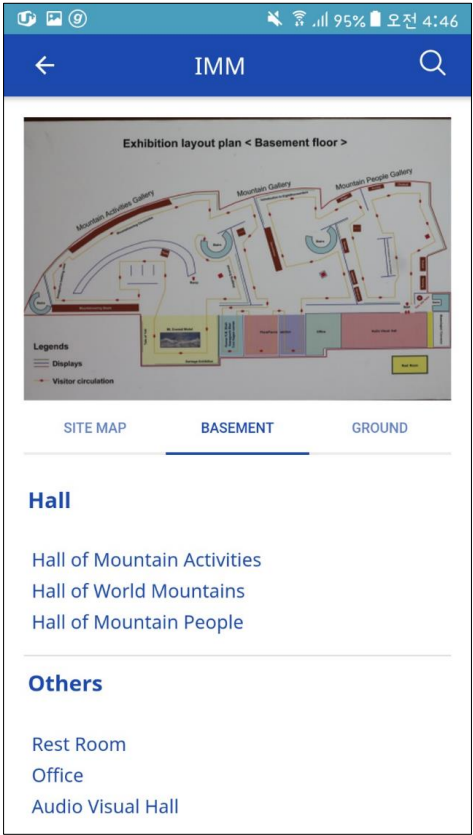 95% 오전 4:46
IMM
Exhibition layout plan < Basement floor >
Mountain Activities Gallery
Mountain Gallery
Mountain People Gallery
Office
Legends
Displays
Visitor circulation
SITE MAP
BASEMENT
GROUND
Hall
Hall of Mountain Activities
Hall of World Mountains
Hall of Mountain People
Others
Rest Room
Office
Audio Visual Hall